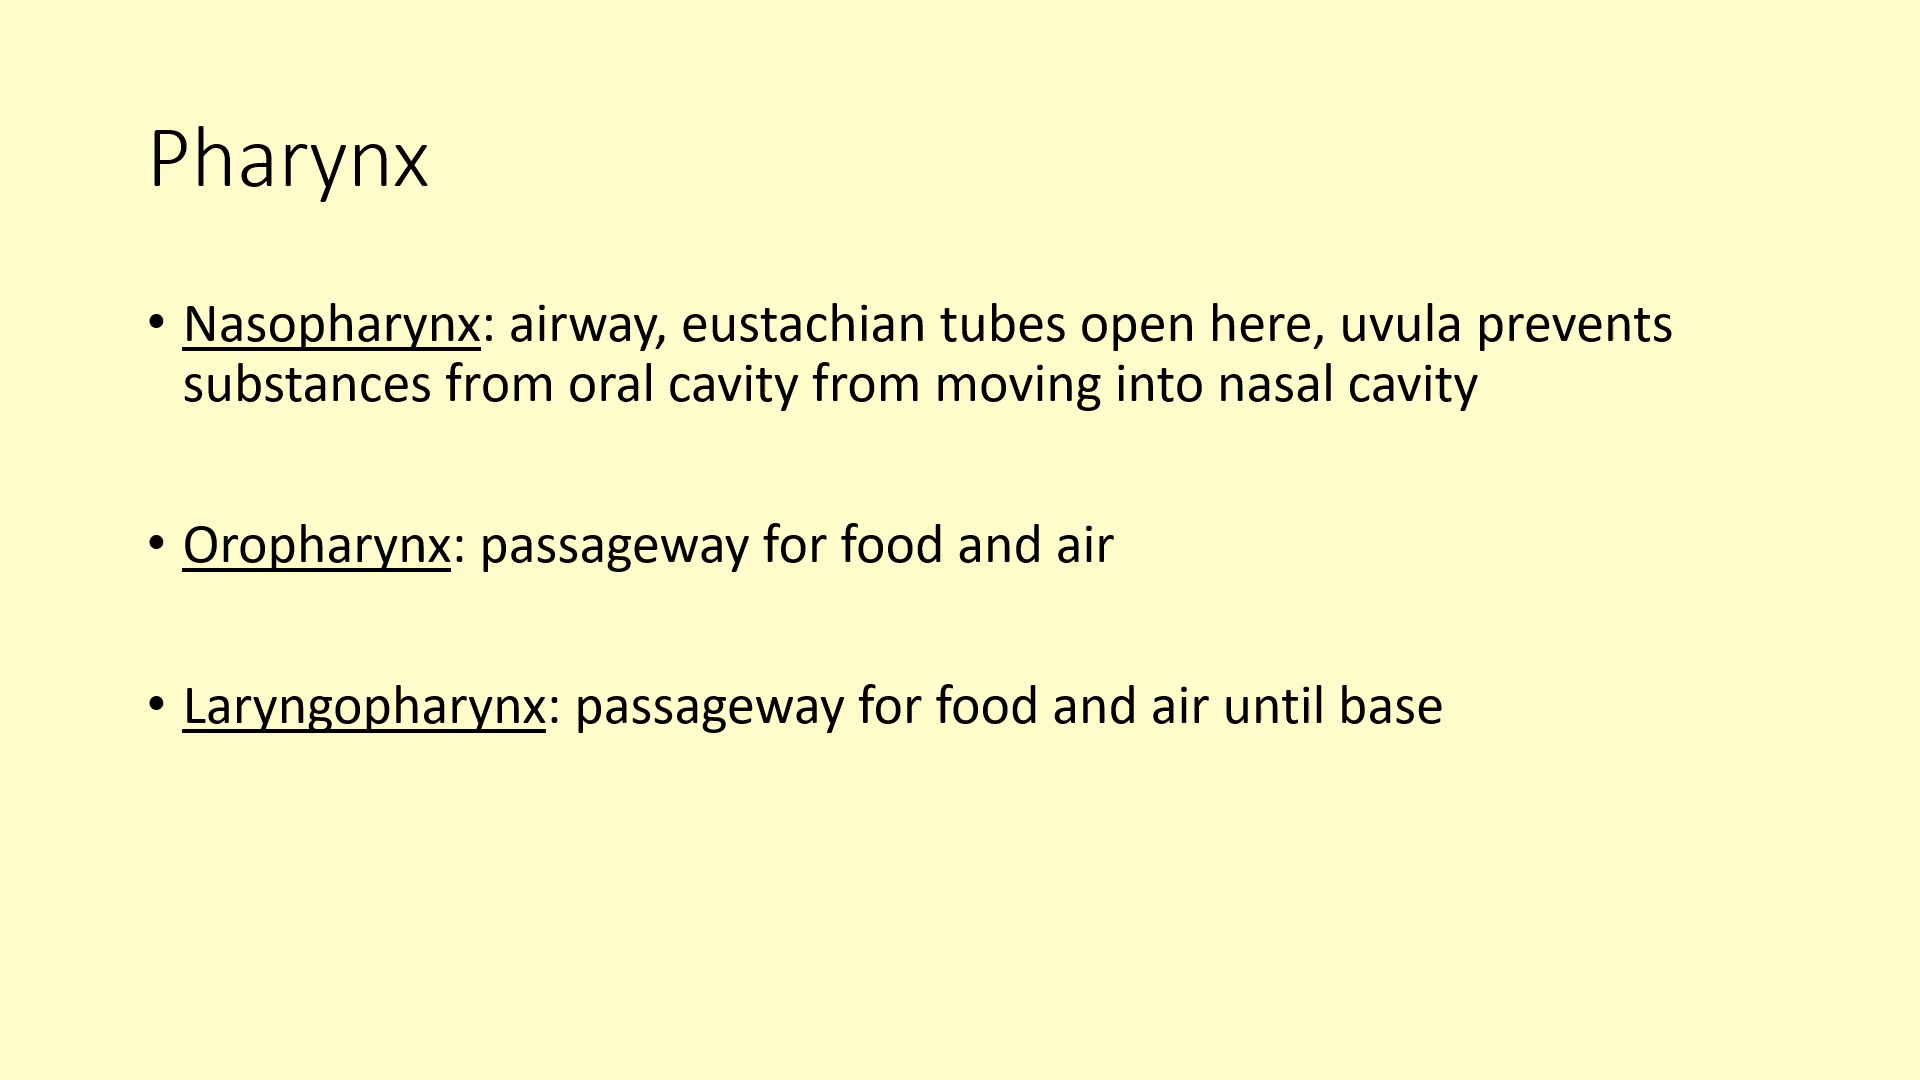 Pharynx
• Nasopharynx: airway, eustachian tubes open here, uvula prevents
substances from oral cavity from moving into nasal cavity
• Oropharynx: passageway for food and air
• Laryngopharynx: passageway for food and air until base